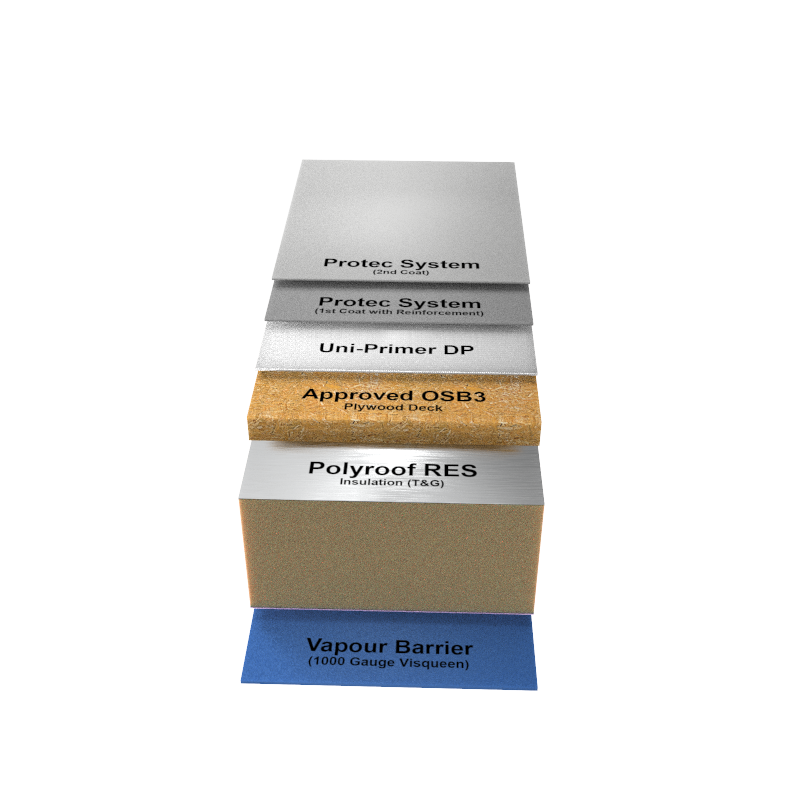 Protec System
(2nd Coat)
Protec System
(1st Coat with Reinforcement)
Uni-Primer DP
Approved OSB3
Plywood Deck
Polyroof RES
Insulation (T&G)
Vapour Barrier
(1000 Gauge Visqueen)